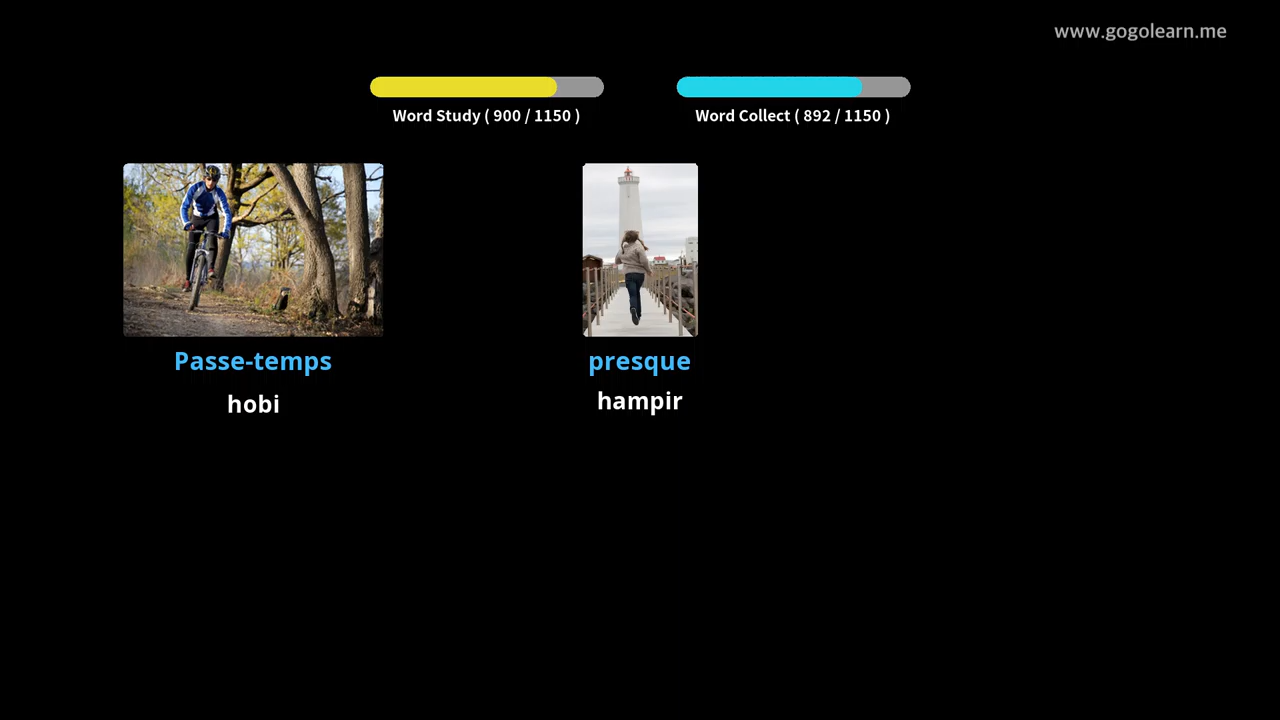 www.gogolearn.me
Word Study ( 900 / 1150 )
Word Collect ( 892 / 1150 )
Passe-temps
hobi
presque
hampir